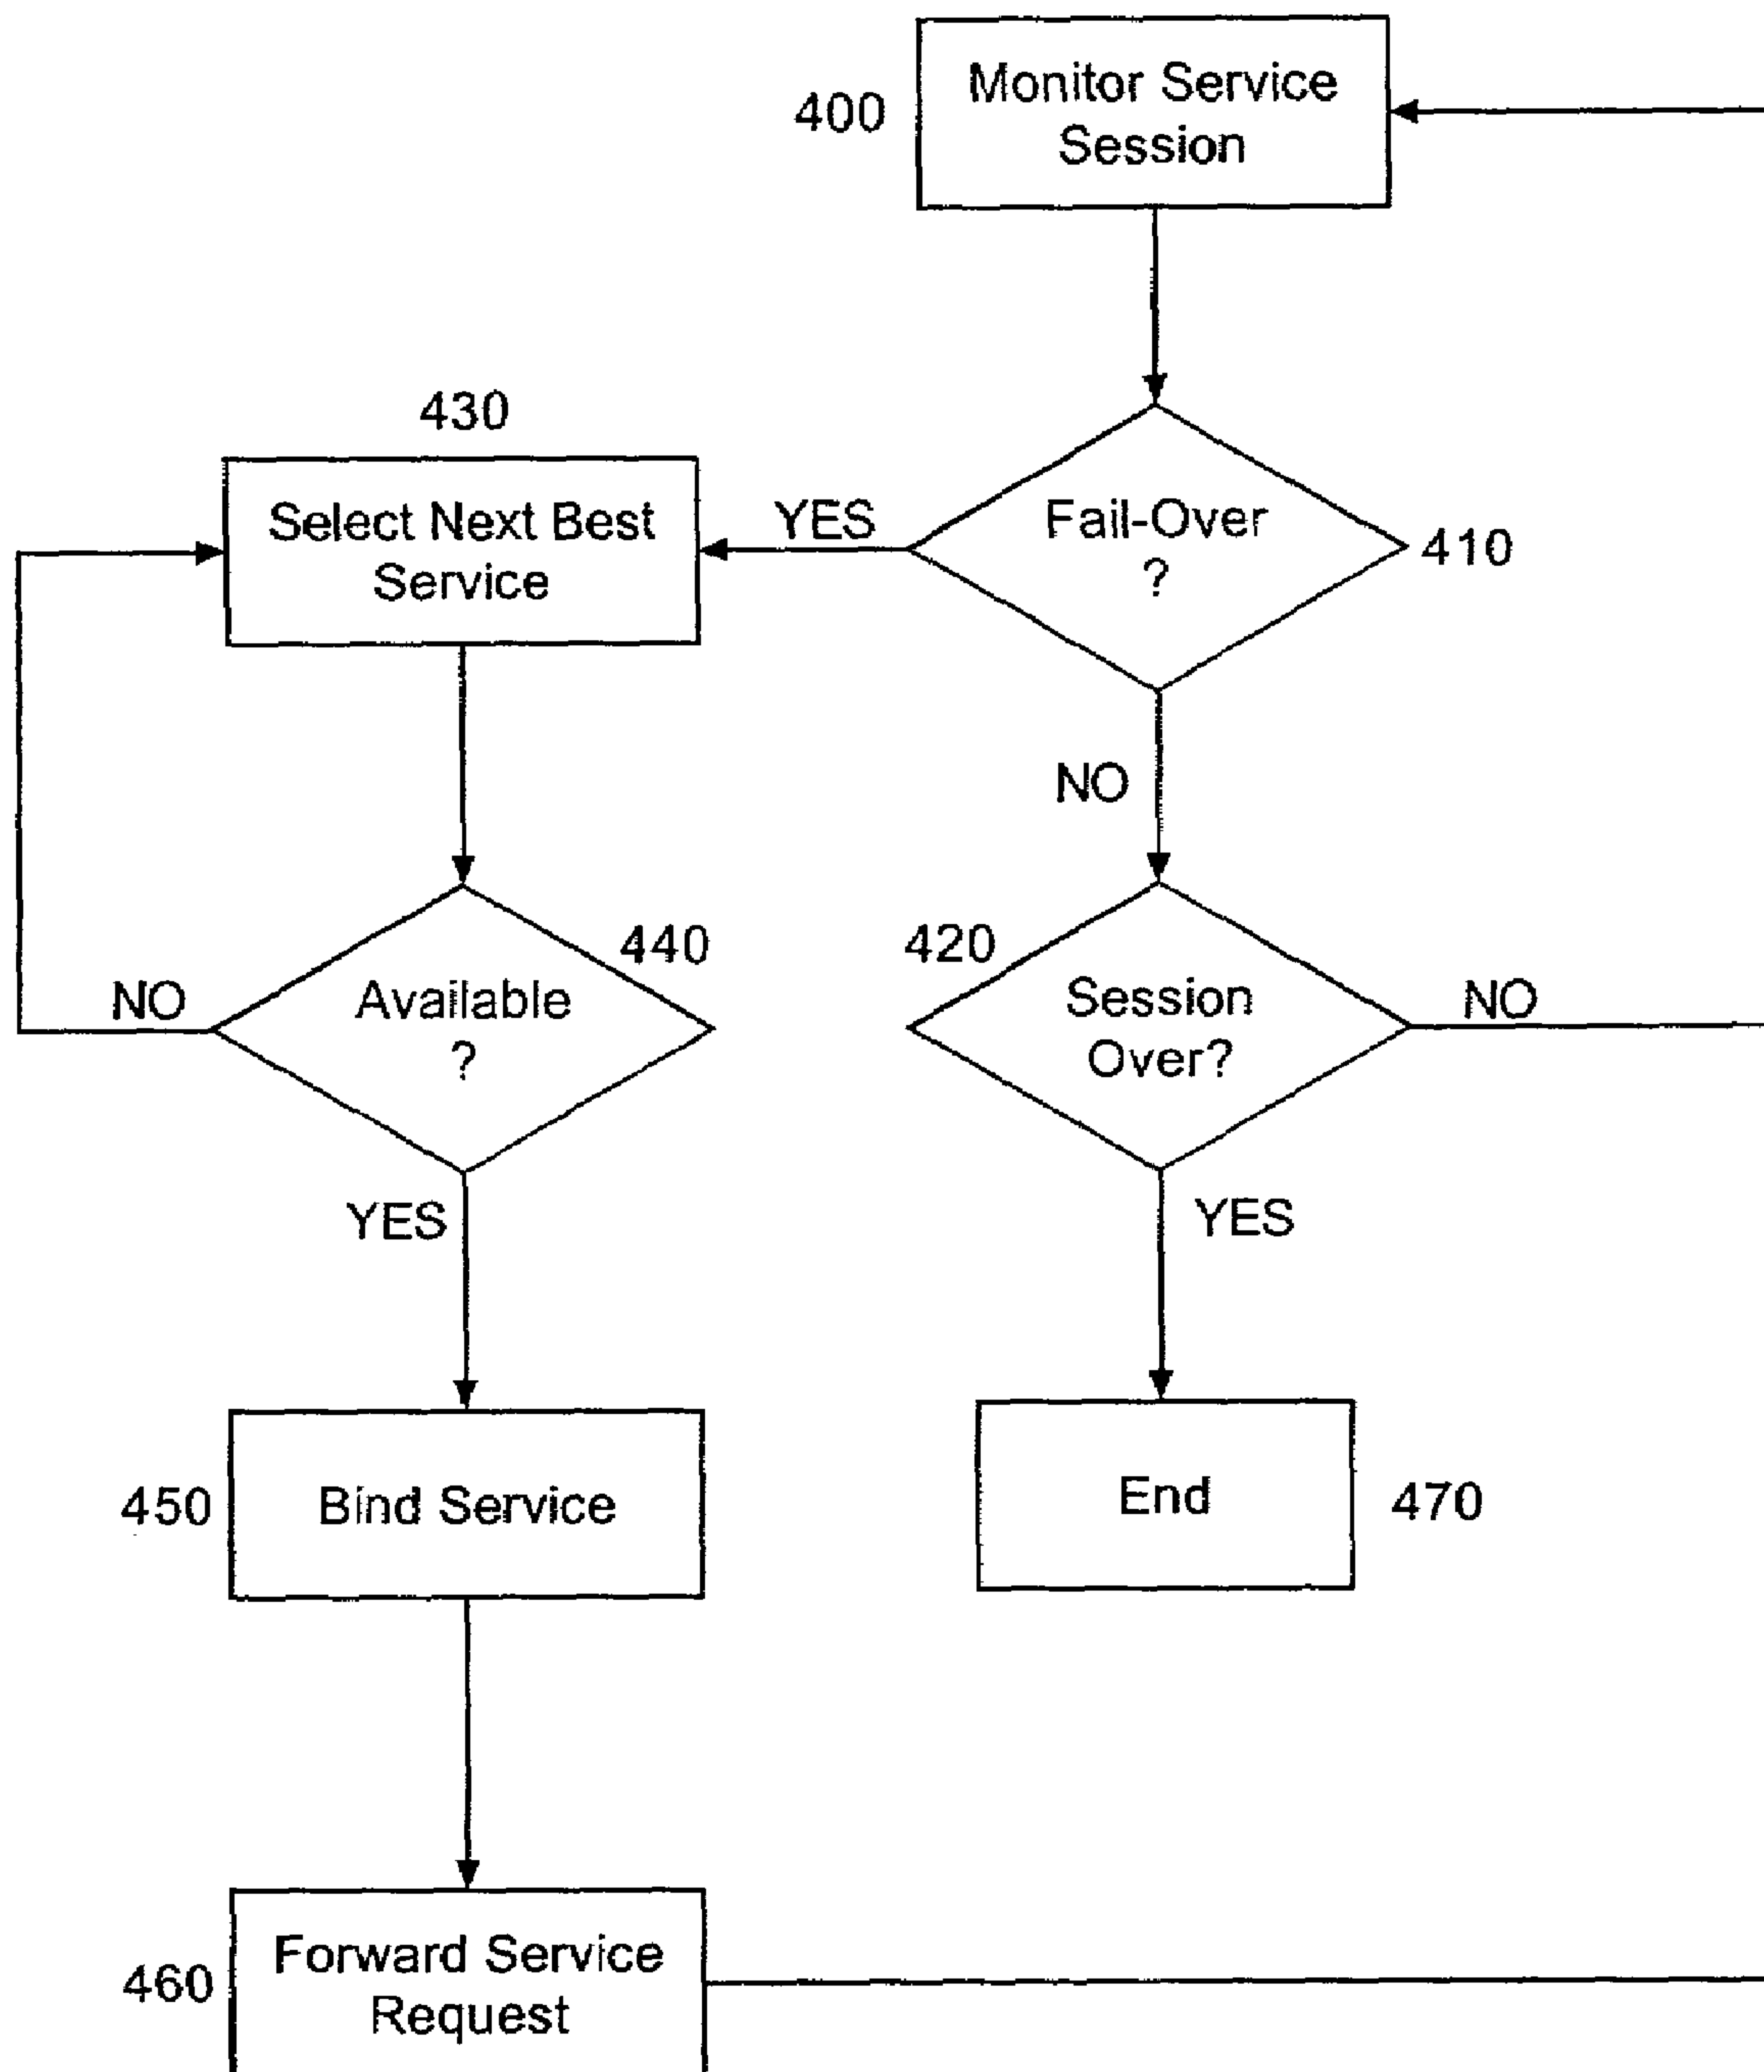 400
Monitor Service
Session
430
Select Next Best
Service
YES
Fail-Over
?
410
NO
440
Available
?
NO
420
Session
Over?
NO
YES
YES
450
Bind Service
End
470
460
Forward Service
Request